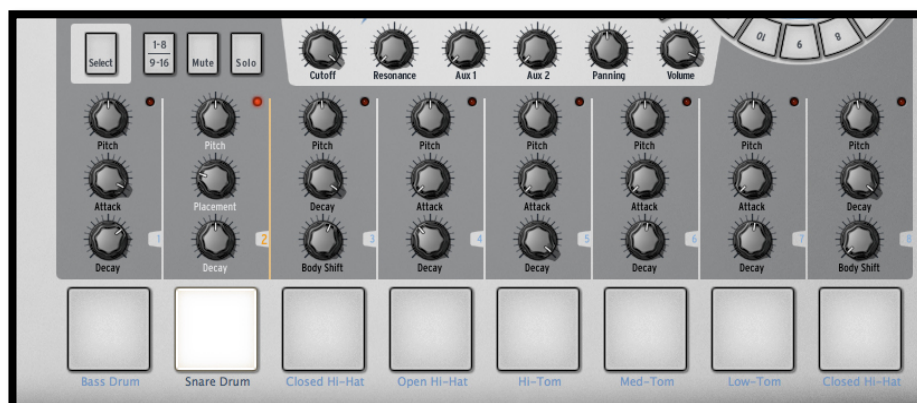 10 9 8
Select 1-8 Mute Solo
9-16
Cutoff Resonance Aux 1 Aux 2 Panning Volume
Pitch Pitch Pitch Pitch Pitch Pitch Pitch Pitch
Attack Placement Decay Attack Attack Attack Attack Decay
1 2 3 4 5 6 7 8
Decay Decay Body Shift Decay Decay Decay Decay Body Shift
Bass Drum Snare Drum Closed Hi-Hat Open Hi-Hat Hi-Tom Med-Tom Low-Tom Closed Hi-Hat